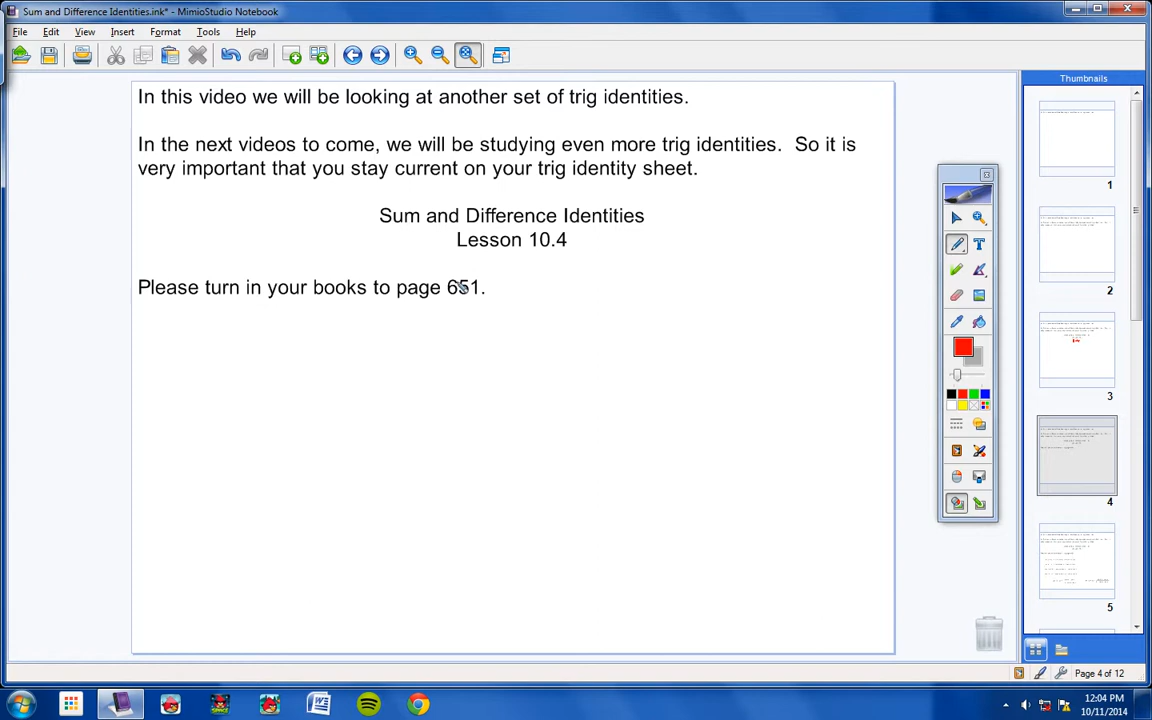 Sum and Difference Identities.ink* - MimioStudio Notebook
File Edit View Insert Format Tools Help
In this video we will be looking at another set of trig identities.
In the next videos to come, we will be studying even more trig identities. So it is
very important that you stay current on your trig identity sheet.
Sum and Difference Identities
Lesson 10.4
Please turn in your books to page 651.
Thumbnails
1
2
3
4
5
Page 4 of 12
12:04 PM
10/11/2014